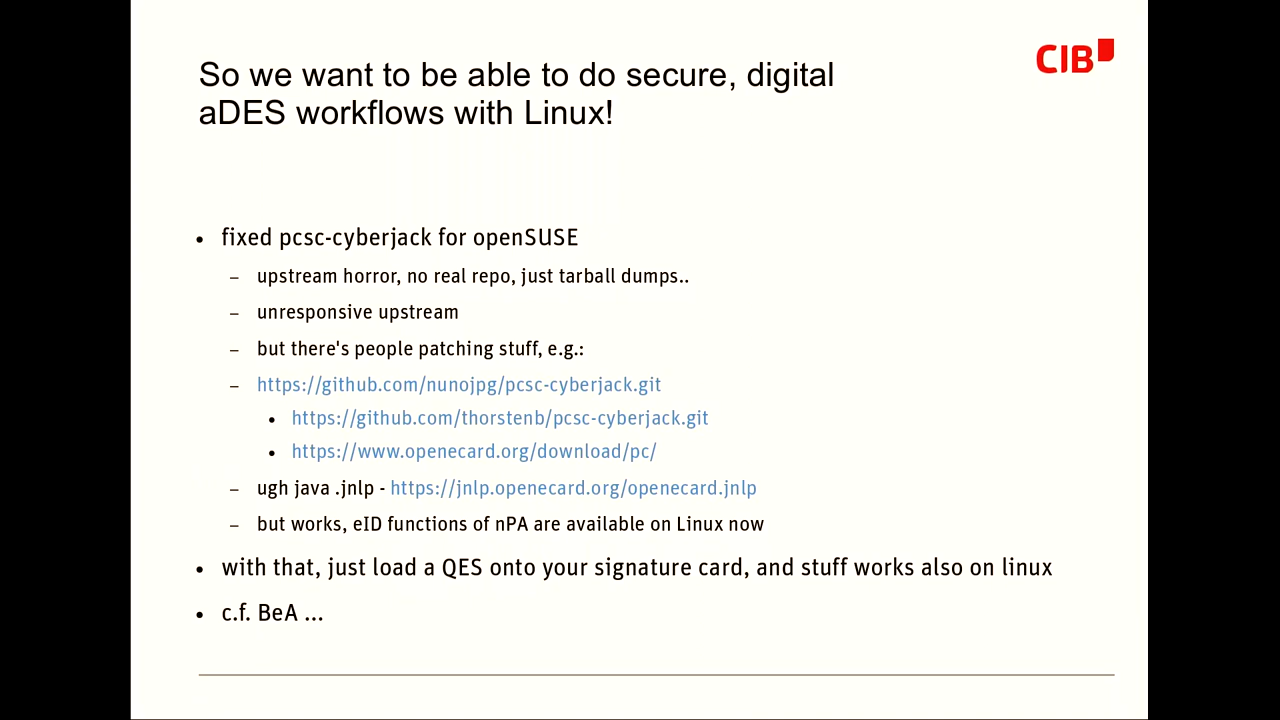 CIB
So we want to be able to do secure, digital
aDES workflows with Linux!
• fixed pcsc-cyberjack for openSUSE
– upstream horror, no real repo, just tarball dumps..
– unresponsive upstream
– but there's people patching stuff, e.g.:
– https://github.com/nunojpg/pcsc-cyberjack.git
• https://github.com/thorstenb/pcsc-cyberjack.git
• https://www.openecard.org/download/pc/
– ugh java .jnlp - https://jnlp.openecard.org/openecard.jnlp
– but works, eID functions of nPA are available on Linux now
• with that, just load a QES onto your signature card, and stuff works also on linux
• c.f. BeA ...